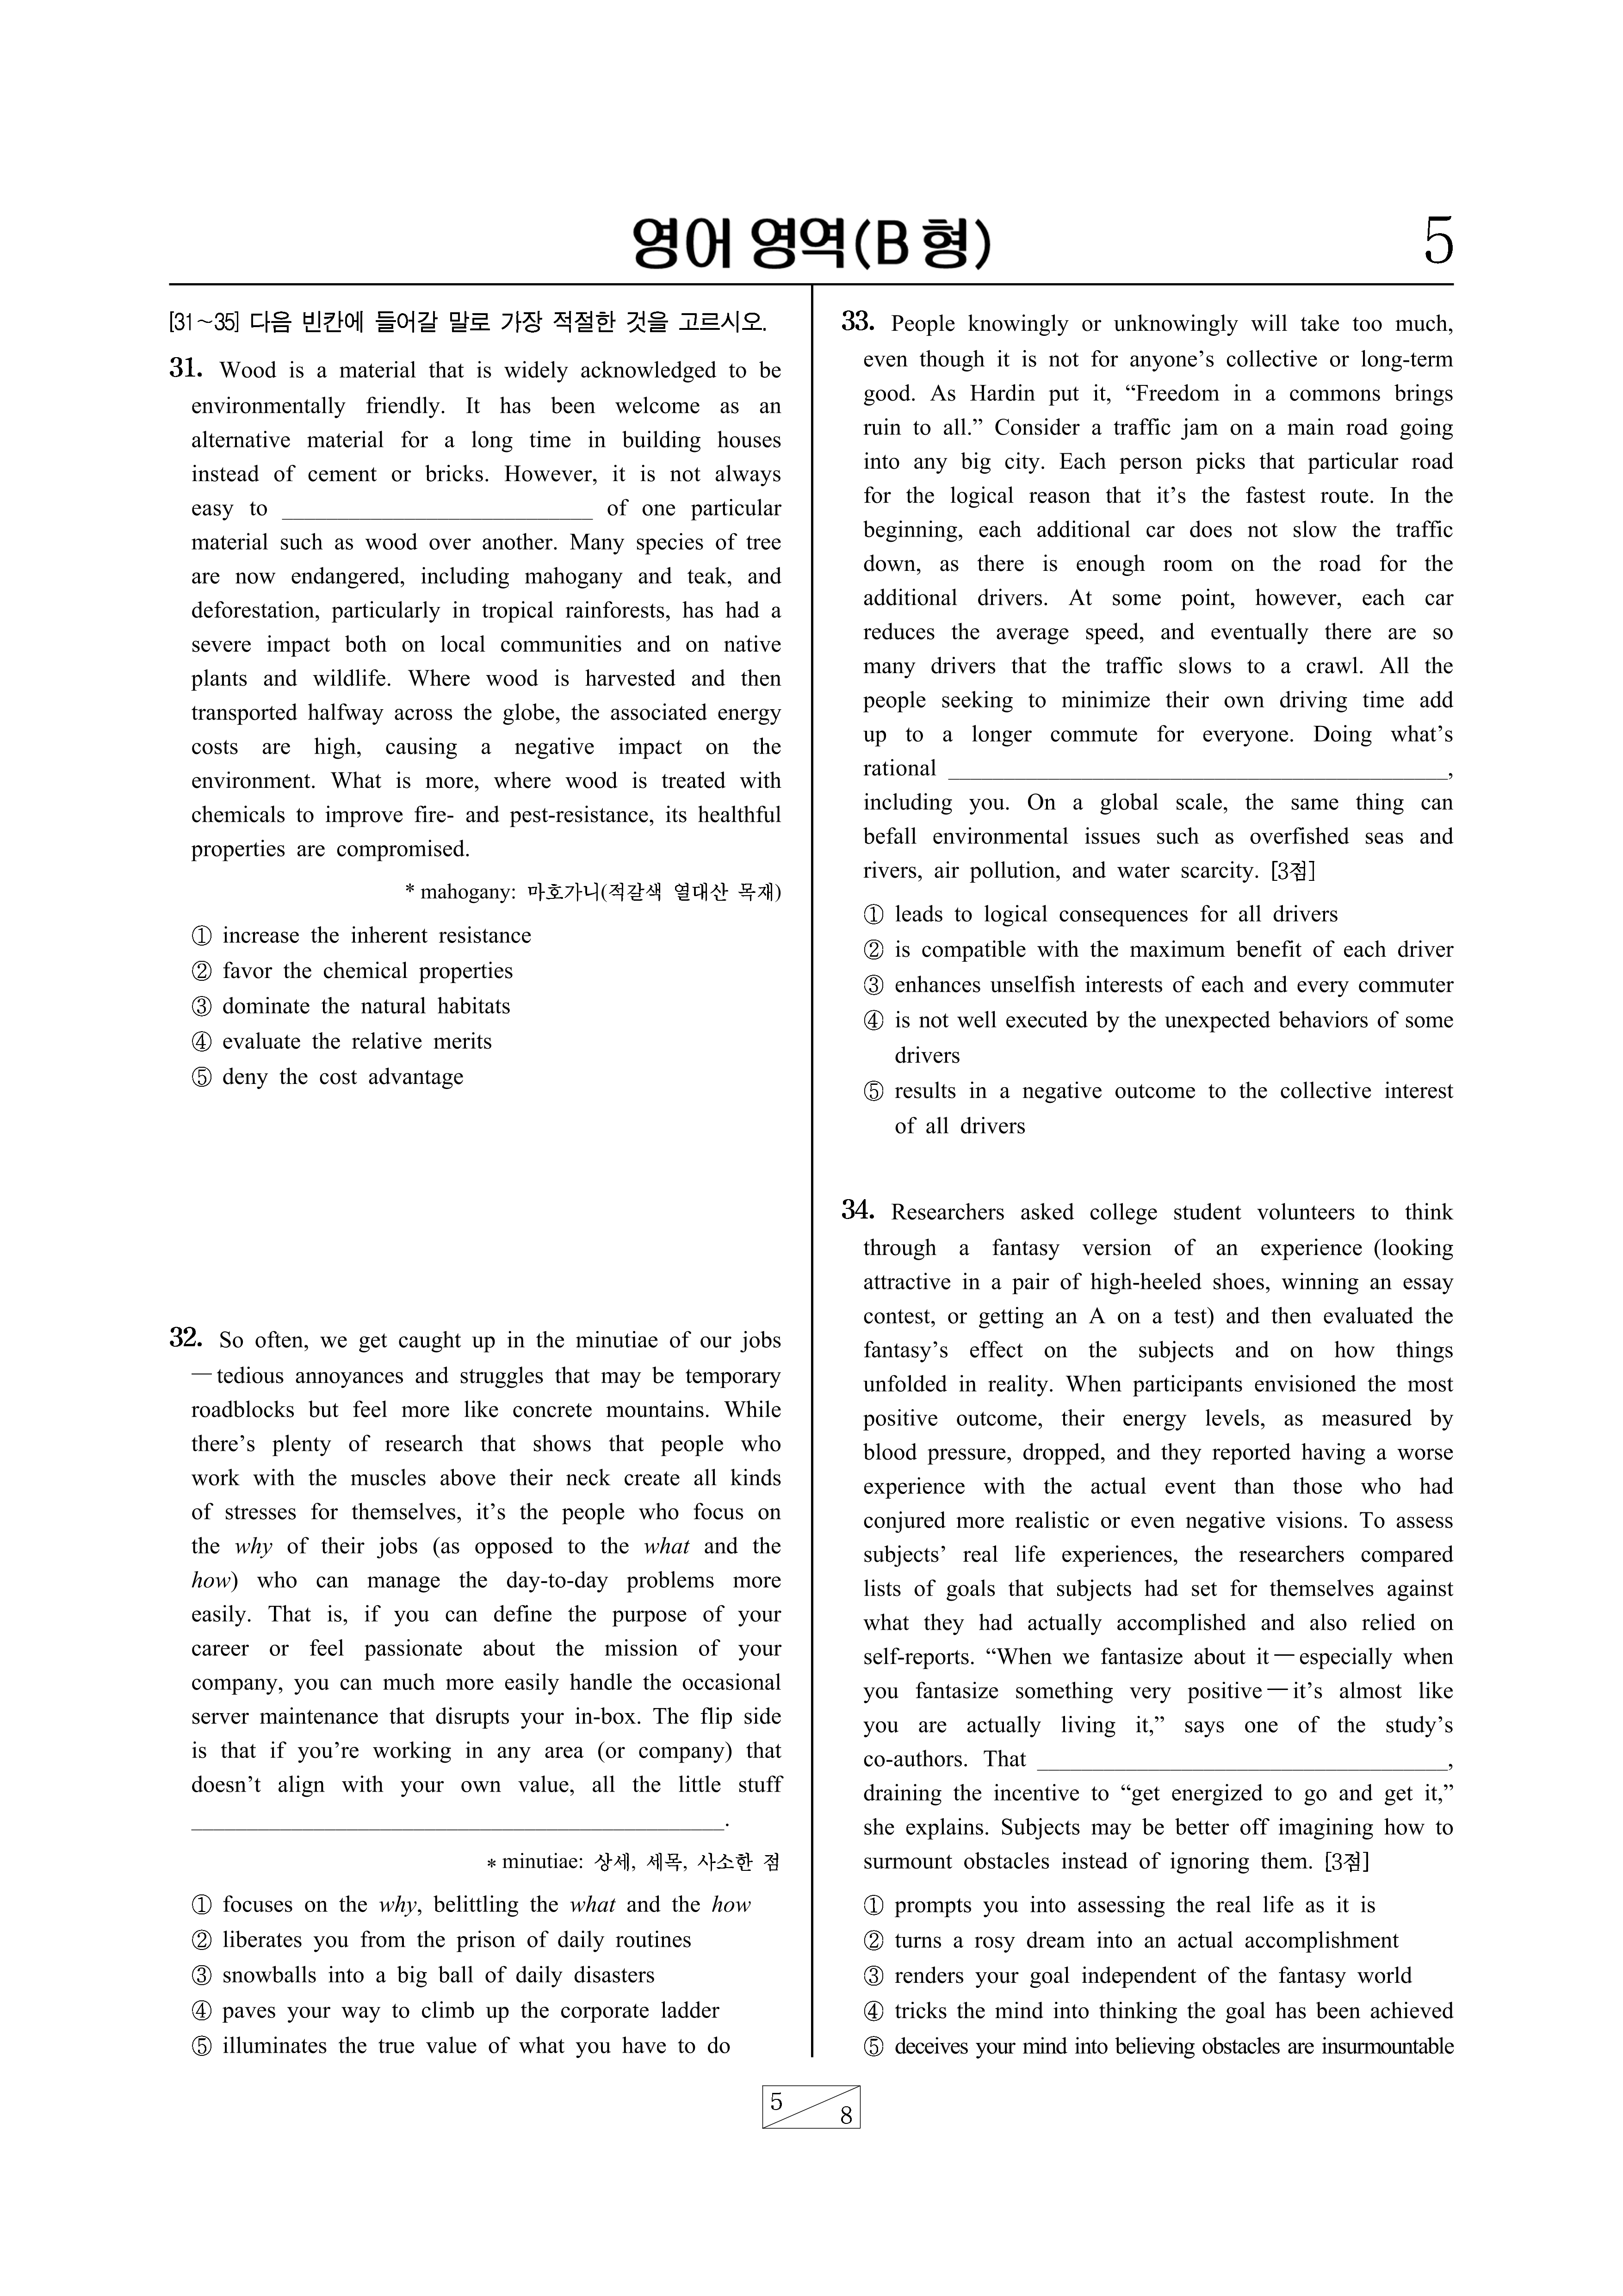 영어 영역(B형)
5
[31～35] 다음 빈칸에 들어갈 말로 가장 적절한 것을 고르시오.
31. Wood is a material that is widely acknowledged to be
environmentally friendly. It has been welcome as an
alternative material for a long time in building houses
instead of cement or bricks. However, it is not always
easy to ______________________ of one particular
material such as wood over another. Many species of tree
are now endangered, including mahogany and teak, and
deforestation, particularly in tropical rainforests, has had a
severe impact both on local communities and on native
plants and wildlife. Where wood is harvested and then
transported halfway across the globe, the associated energy
costs are high, causing a negative impact on the
environment. What is more, where wood is treated with
chemicals to improve fire- and pest-resistance, its healthful
properties are compromised.
* mahogany: 마호가니(적갈색 열대산 목재)
① increase the inherent resistance
② favor the chemical properties
③ dominate the natural habitats
④ evaluate the relative merits
⑤ deny the cost advantage
32. So often, we get caught up in the minutiae of our jobs
— tedious annoyances and struggles that may be temporary
roadblocks but feel more like concrete mountains. While
there's plenty of research that shows that people who
work with the muscles above their neck create all kinds
of stresses for themselves, it's the people who focus on
the why of their jobs (as opposed to the what and the
how) who can manage the day-to-day problems more
easily. That is, if you can define the purpose of your
career or feel passionate about the mission of your
company, you can much more easily handle the occasional
server maintenance that disrupts your in-box. The flip side
is that if you're working in any area (or company) that
doesn't align with your own value, all the little stuff
______________________.
* minutiae: 상세, 세목, 사소한 점
① focuses on the why, belittling the what and the how
② liberates you from the prison of daily routines
③ snowballs into a big ball of daily disasters
④ paves your way to climb up the corporate ladder
⑤ illuminates the true value of what you have to do
33. People knowingly or unknowingly will take too much,
even though it is not for anyone's collective or long-term
good. As Hardin put it, “Freedom in a commons brings
ruin to all.” Consider a traffic jam on a main road going
into any big city. Each person picks that particular road
for the logical reason that it's the fastest route. In the
beginning, each additional car does not slow the traffic
down, as there is enough room on the road for the
additional drivers. At some point, however, each car
reduces the average speed, and eventually there are so
many drivers that the traffic slows to a crawl. All the
people seeking to minimize their own driving time add
up to a longer commute for everyone. Doing what's
rational ______________________,
including you. On a global scale, the same thing can
befall environmental issues such as overfished seas and
rivers, air pollution, and water scarcity. [3점]
① leads to logical consequences for all drivers
② is compatible with the maximum benefit of each driver
③ enhances unselfish interests of each and every commuter
④ is not well executed by the unexpected behaviors of some
drivers
⑤ results in a negative outcome to the collective interest
of all drivers
34. Researchers asked college student volunteers to think
through a fantasy version of an experience (looking
attractive in a pair of high-heeled shoes, winning an essay
contest, or getting an A on a test) and then evaluated the
fantasy's effect on the subjects and on how things
unfolded in reality. When participants envisioned the most
positive outcome, their energy levels, as measured by
blood pressure, dropped, and they reported having a worse
experience with the actual event than those who had
conjured more realistic or even negative visions. To assess
subjects' real life experiences, the researchers compared
lists of goals that subjects had set for themselves against
what they had actually accomplished and also relied on
self-reports. “When we fantasize about it — especially when
you fantasize something very positive — it's almost like
you are actually living it,” says one of the study's
co-authors. That ______________________,
draining the incentive to “get energized to go and get it,”
she explains. Subjects may be better off imagining how to
surmount obstacles instead of ignoring them. [3점]
① prompts you into assessing the real life as it is
② turns a rosy dream into an actual accomplishment
③ renders your goal independent of the fantasy world
④ tricks the mind into thinking the goal has been achieved
⑤ deceives your mind into believing obstacles are insurmountable
5
8